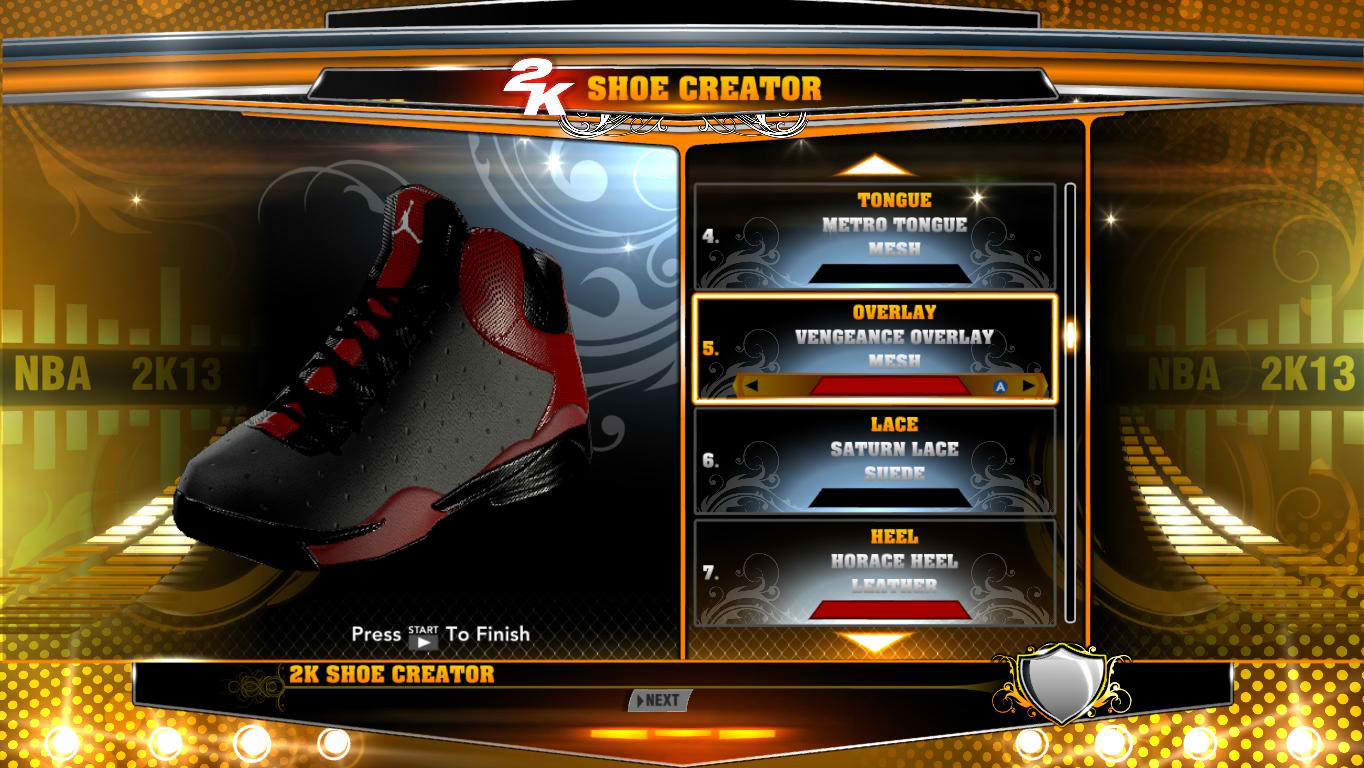 2K SHOE CREATOR
NBA 2K13
NBA 2K13
4.
TONGUE
METRO TONGUE
MESH
5.
OVERLAY
VENGEANCE OVERLAY
MESH
A
6.
LACE
SATURN LACE
SUEDE
7.
HEEL
HORACE HEEL
LEATHER
Press START To Finish
2K SHOE CREATOR
NEXT